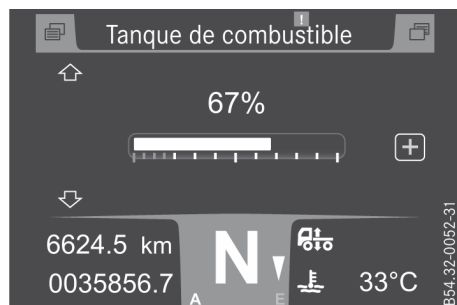 !
Tanque de combustible
67%
+
6624.5 km
0035856.7
N
A
E
33°C
B54.32-0052-31